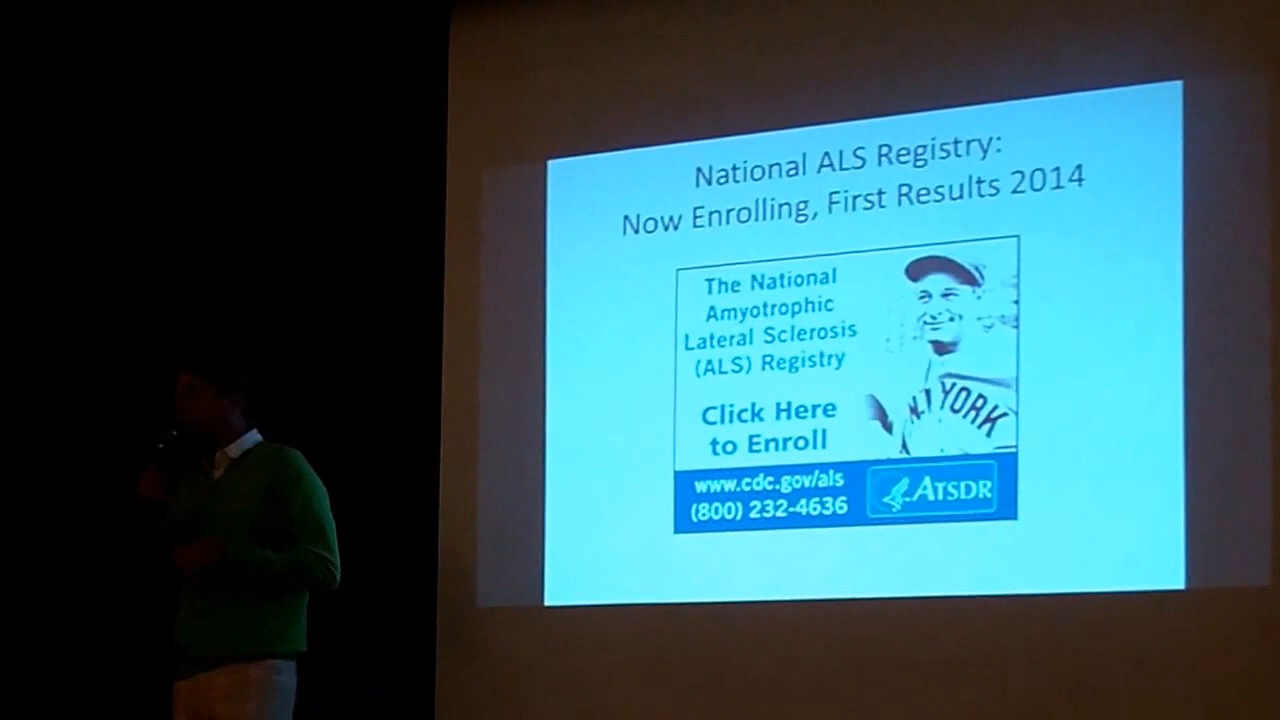 National ALS Registry:
Now Enrolling, First Results 2014
The National
Amyotrophic
Lateral Sclerosis
(ALS) Registry
Click Here
to Enroll
www.cdc.gov/als
(800) 232-4636
ATSDR
N.Y YORK